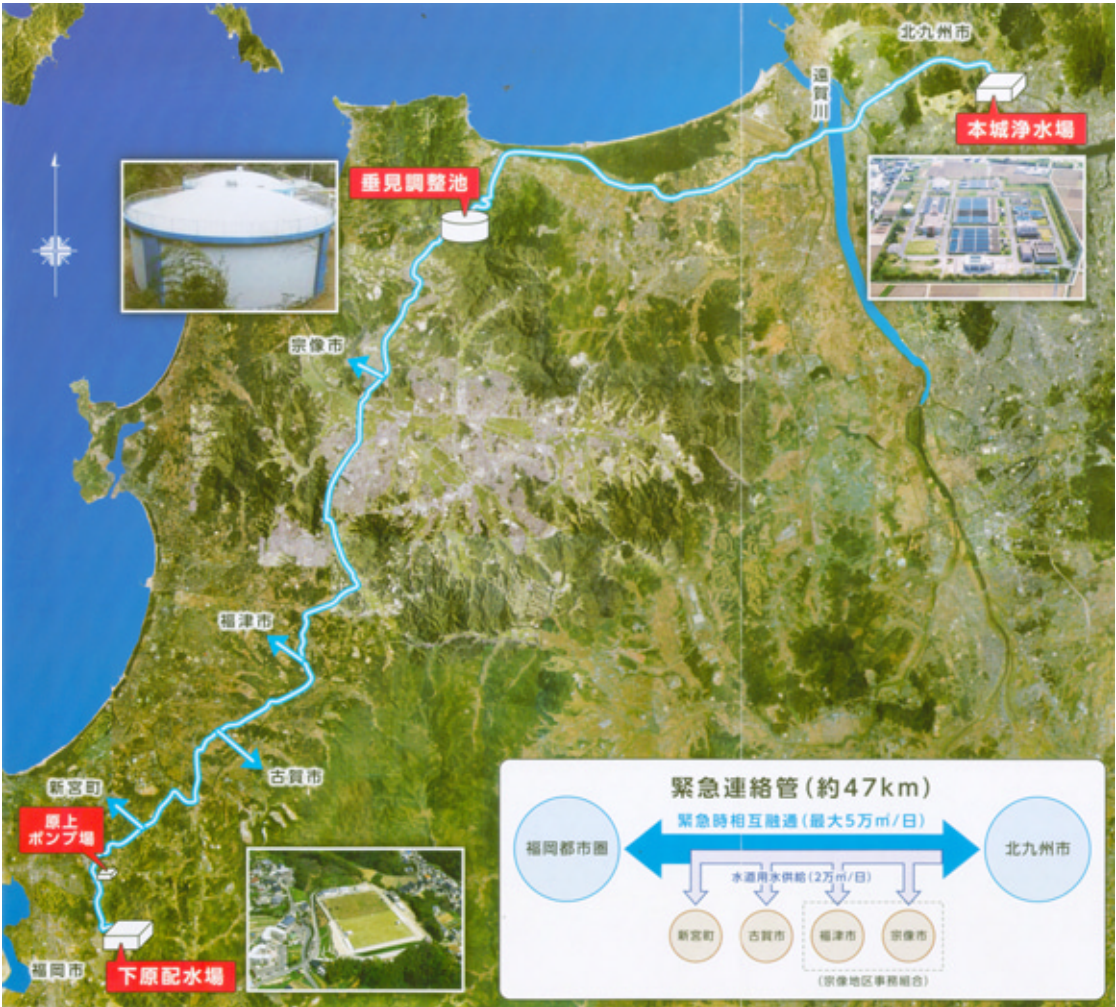 北九州市
遠賀川
本城浄水場
垂見調整池
宗像市
福津市
古賀市
新宮町
原上
ポンプ場
下原配水場
福岡市
緊急連絡管(約47km)
緊急時相互融通(最大5万㎥/日)
福岡都市圏
北九州市
水道用水供給(2万㎥/日)
新宮町
古賀市
福津市
宗像市
(宗像地区事務組合)